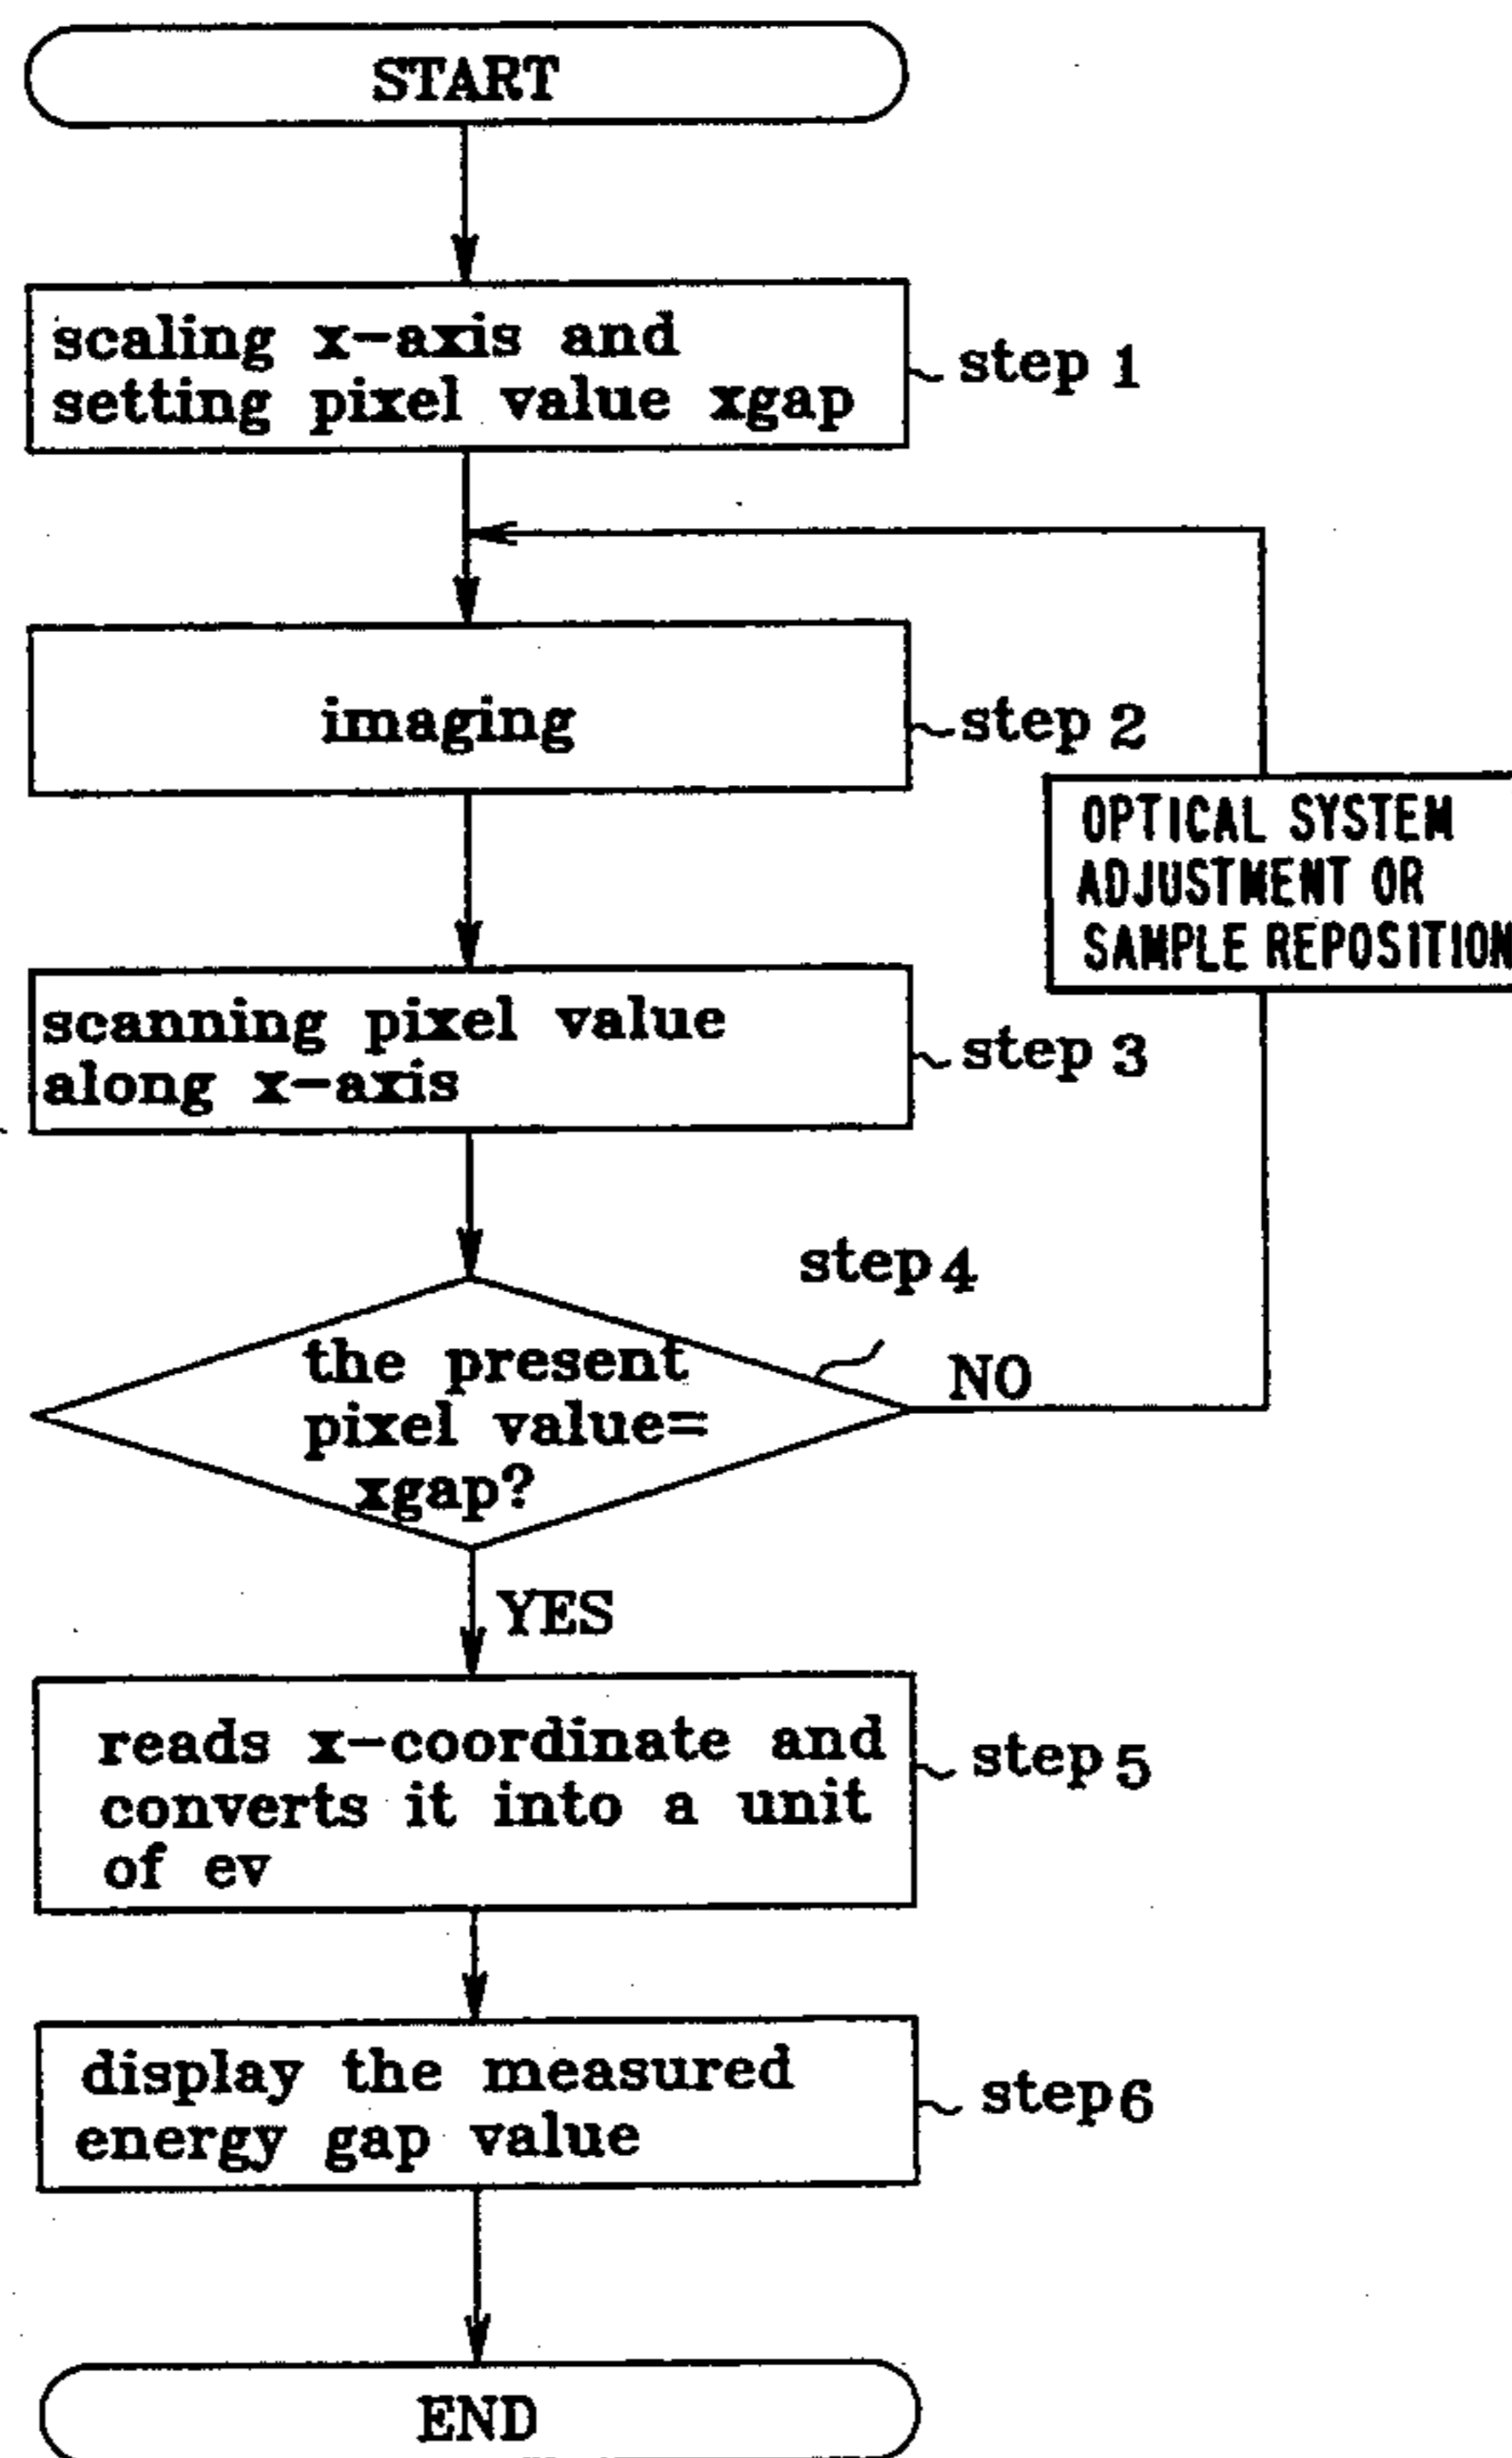 START
scaling x-axis and
setting pixel value xgap
step 1
imaging
step 2
OPTICAL SYSTEM
ADJUSTMENT OR
SAMPLE REPOSITION
scanning pixel value
along x-axis
step 3
step 4
the present
pixel value=
xgap?
NO
YES
reads x-coordinate and
converts it into a unit
of ev
step 5
display the measured
energy gap value
step 6
END